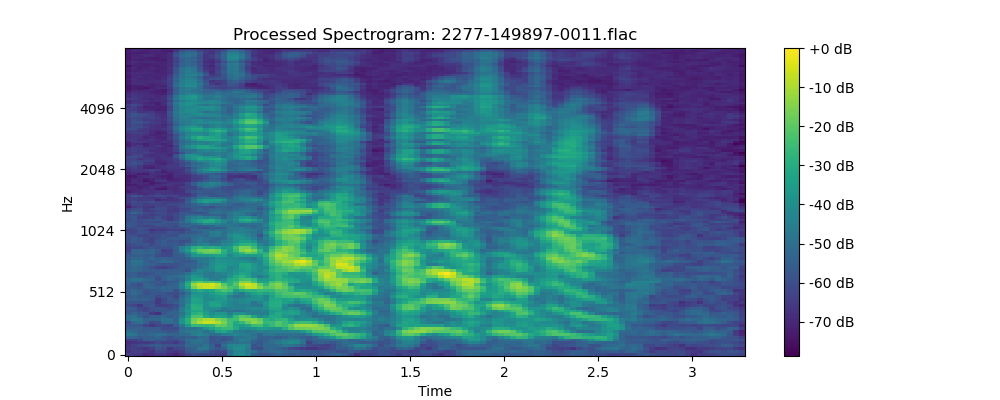 Processed Spectrogram: 2277-149897-0011.flac
Hz
4096
2048
1024
512
0
0
0.5
1
1.5
2
2.5
3
Time
+0 dB
-10 dB
-20 dB
-30 dB
-40 dB
-50 dB
-60 dB
-70 dB